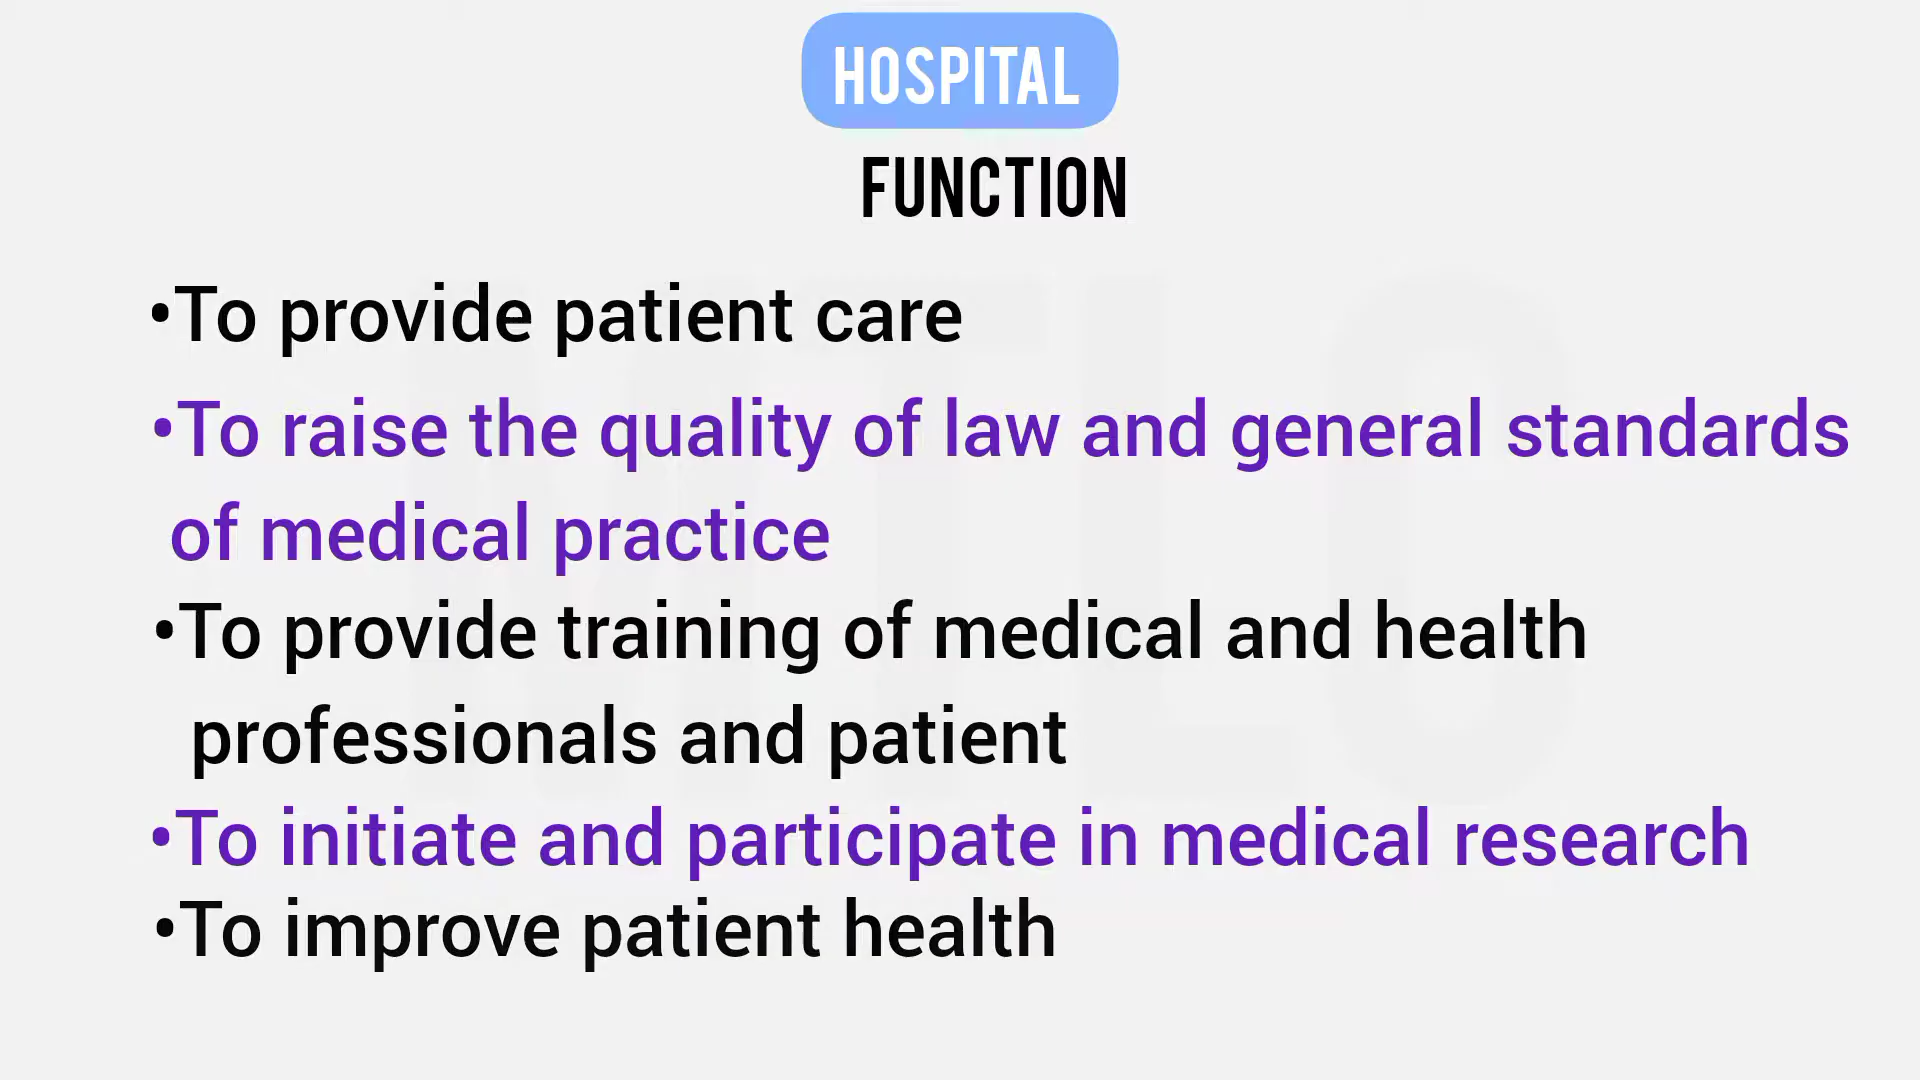 HOSPITAL
FUNCTION
•To provide patient care
•To raise the quality of law and general standards
of medical practice
•To provide training of medical and health
professionals and patient
•To initiate and participate in medical research
•To improve patient health